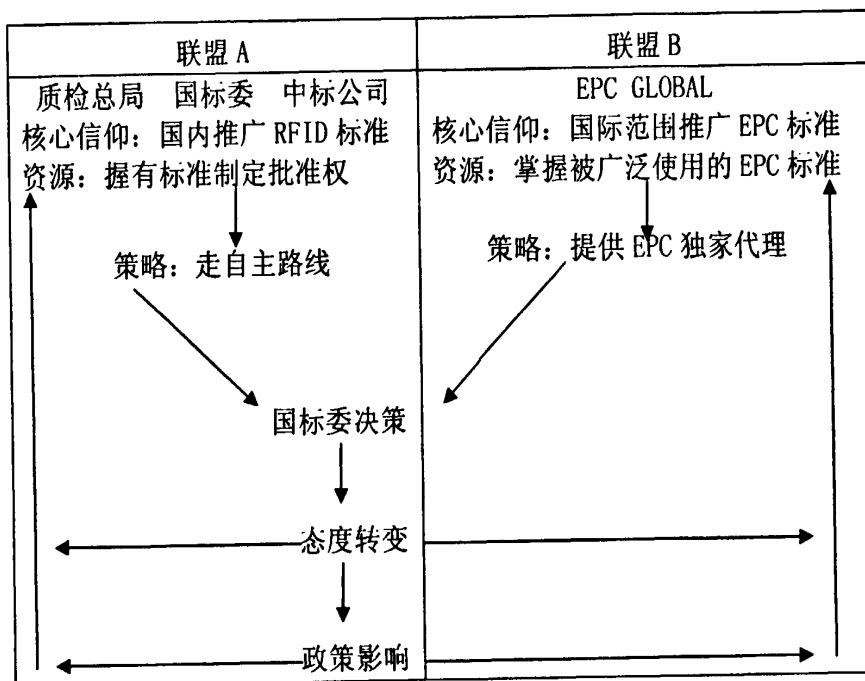 联盟 A
联盟 B
质检总局 国标委 中标公司
核心信仰：国内推广 RFID 标准
资源：握有标准制定批准权
EPC GLOBAL
核心信仰：国际范围推广 EPC 标准
资源：掌握被广泛使用的 EPC 标准
策略：走自主路线
策略：提供 EPC 独家代理
国标委决策
态度转变
政策影响